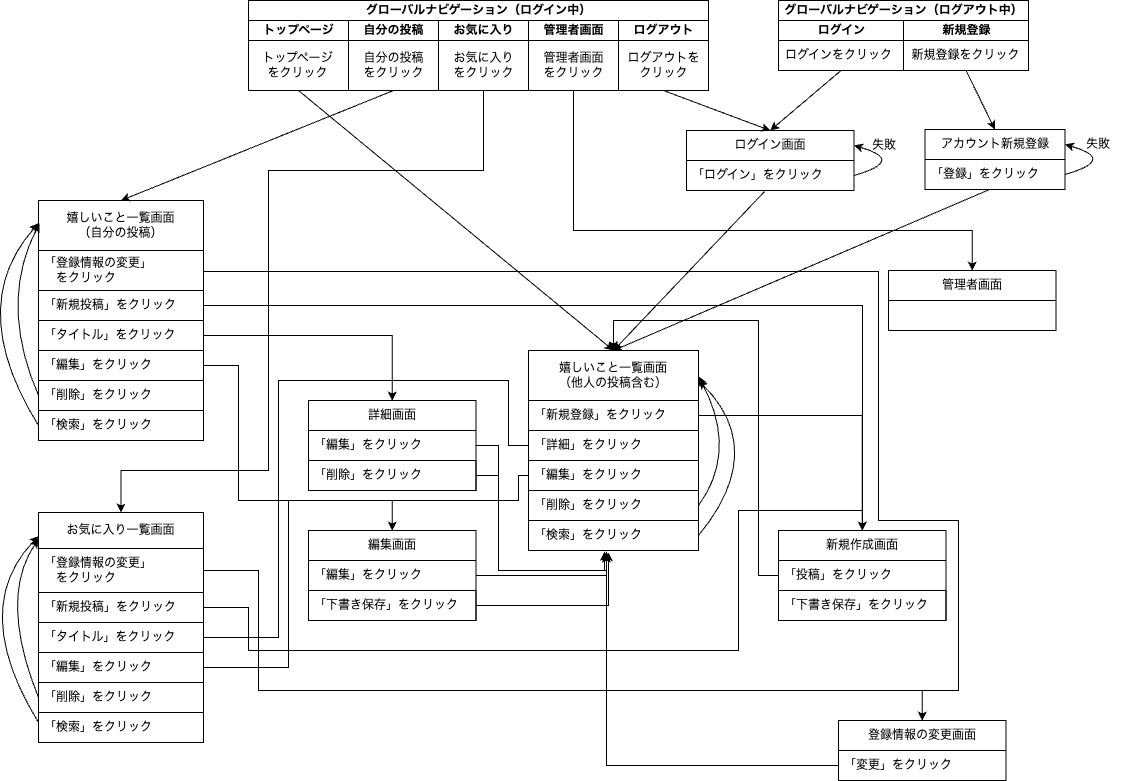 グローバルナビゲーション（ログイン中）
トップページ
自分の投稿
お気に入り
管理者画面
ログアウト
トップページ
をクリック
自分の投稿
をクリック
お気に入り
をクリック
管理者画面
をクリック
ログアウトを
クリック
グローバルナビゲーション（ログアウト中）
ログイン
新規登録
ログインをクリック
新規登録をクリック
ログイン画面
「ログイン」をクリック
失敗
アカウント新規登録
「登録」をクリック
失敗
嬉しいこと一覧画面
（自分の投稿）
「登録情報の変更」
をクリック
「新規投稿」をクリック
「タイトル」をクリック
「編集」をクリック
「削除」をクリック
「検索」をクリック
管理者画面
嬉しいこと一覧画面
（他人の投稿含む）
「新規登録」をクリック
「詳細」をクリック
「編集」をクリック
「削除」をクリック
「検索」をクリック
詳細画面
「編集」をクリック
「削除」をクリック
お気に入り一覧画面
「登録情報の変更」
をクリック
「新規投稿」をクリック
「タイトル」をクリック
「編集」をクリック
「削除」をクリック
「検索」をクリック
編集画面
「編集」をクリック
「下書き保存」をクリック
新規作成画面
「投稿」をクリック
「下書き保存」をクリック
登録情報の変更画面
「変更」をクリック